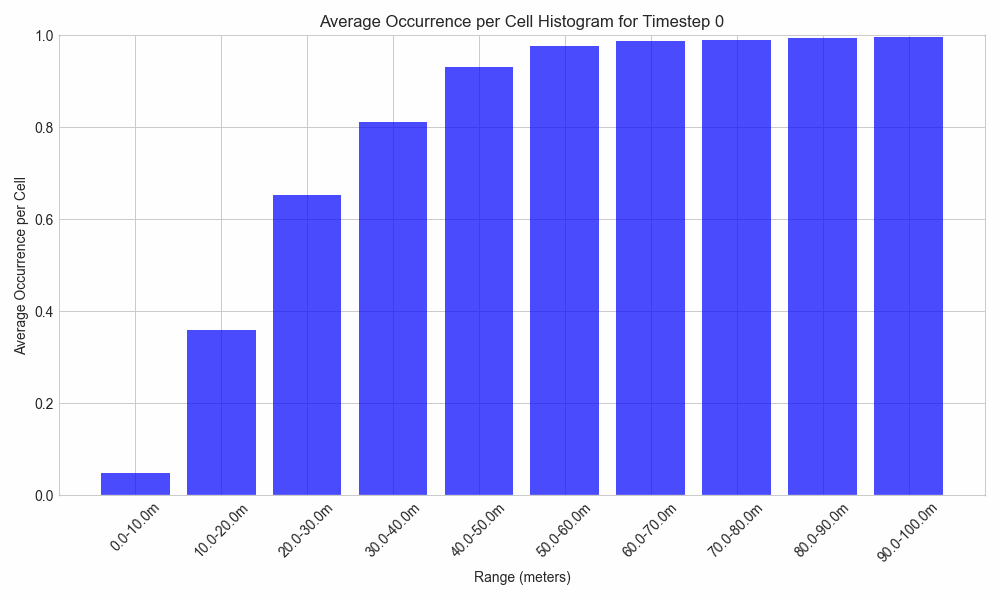 Average Occurrence per Cell Histogram for Timestep 0
Average Occurrence per Cell
1.0
0.8
0.6
0.4
0.2
0.0
0.0-10.0m
10.0-20.0m
20.0-30.0m
30.0-40.0m
40.0-50.0m
50.0-60.0m
60.0-70.0m
70.0-80.0m
80.0-90.0m
90.0-100.0m
Range (meters)